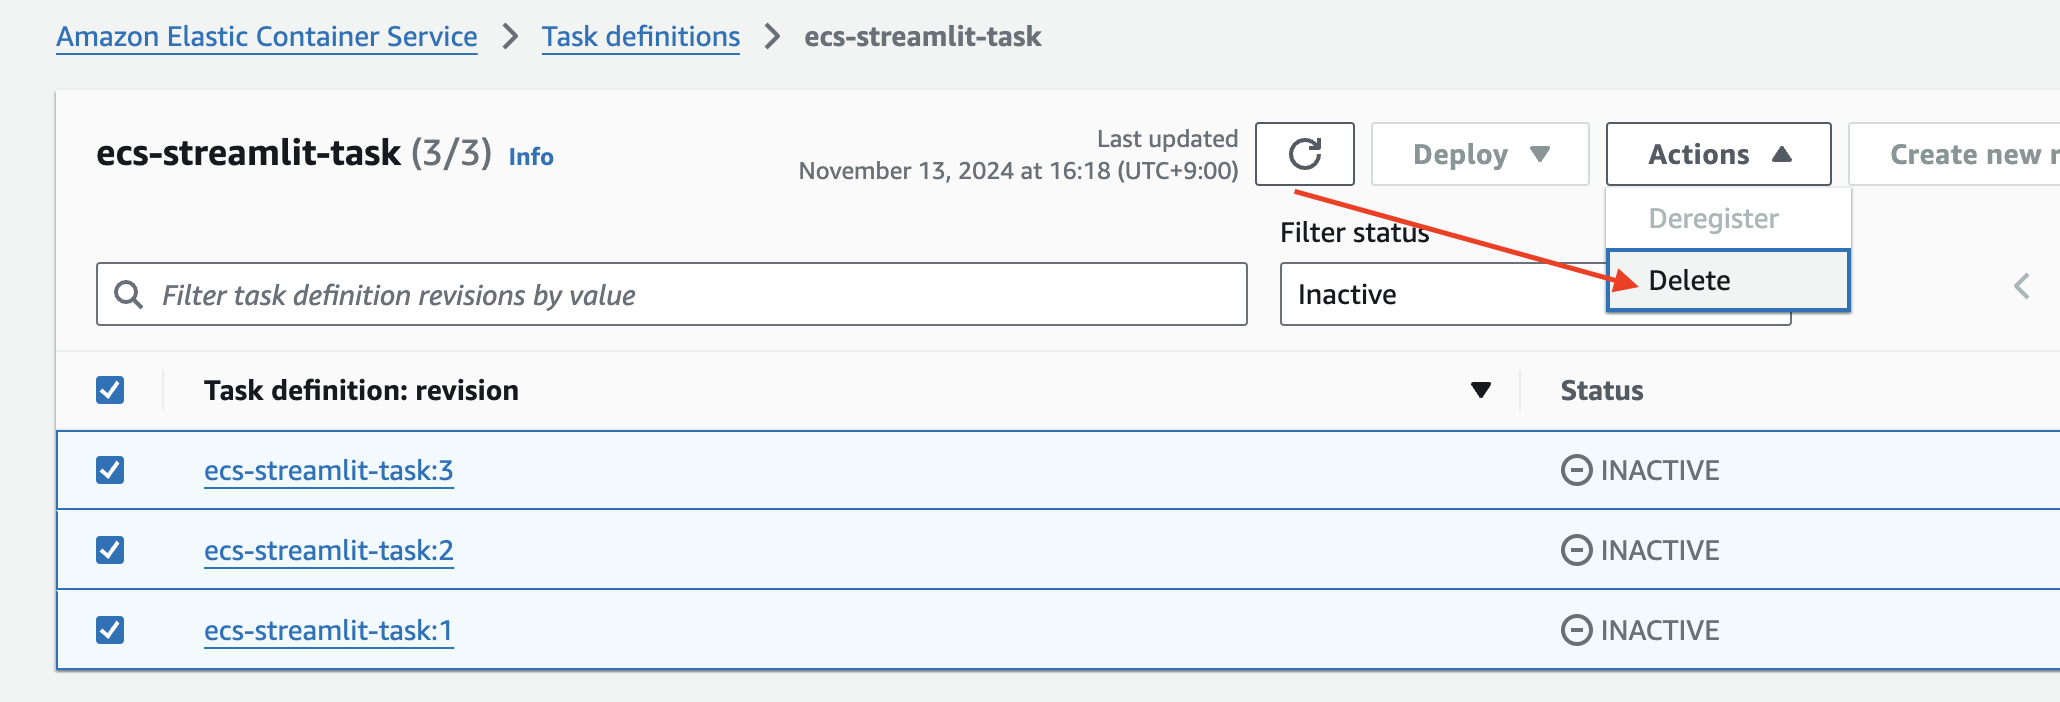 Amazon Elastic Container Service > Task definitions > ecs-streamlit-task
ecs-streamlit-task (3/3) Info
Last updated
November 13, 2024 at 16:18 (UTC+9:00)
Deploy
Actions
Create new r
Deregister
Delete
Filter status
Filter task definition revisions by value
Inactive
Task definition: revision
Status
ecs-streamlit-task:3
INACTIVE
ecs-streamlit-task:2
INACTIVE
ecs-streamlit-task:1
INACTIVE